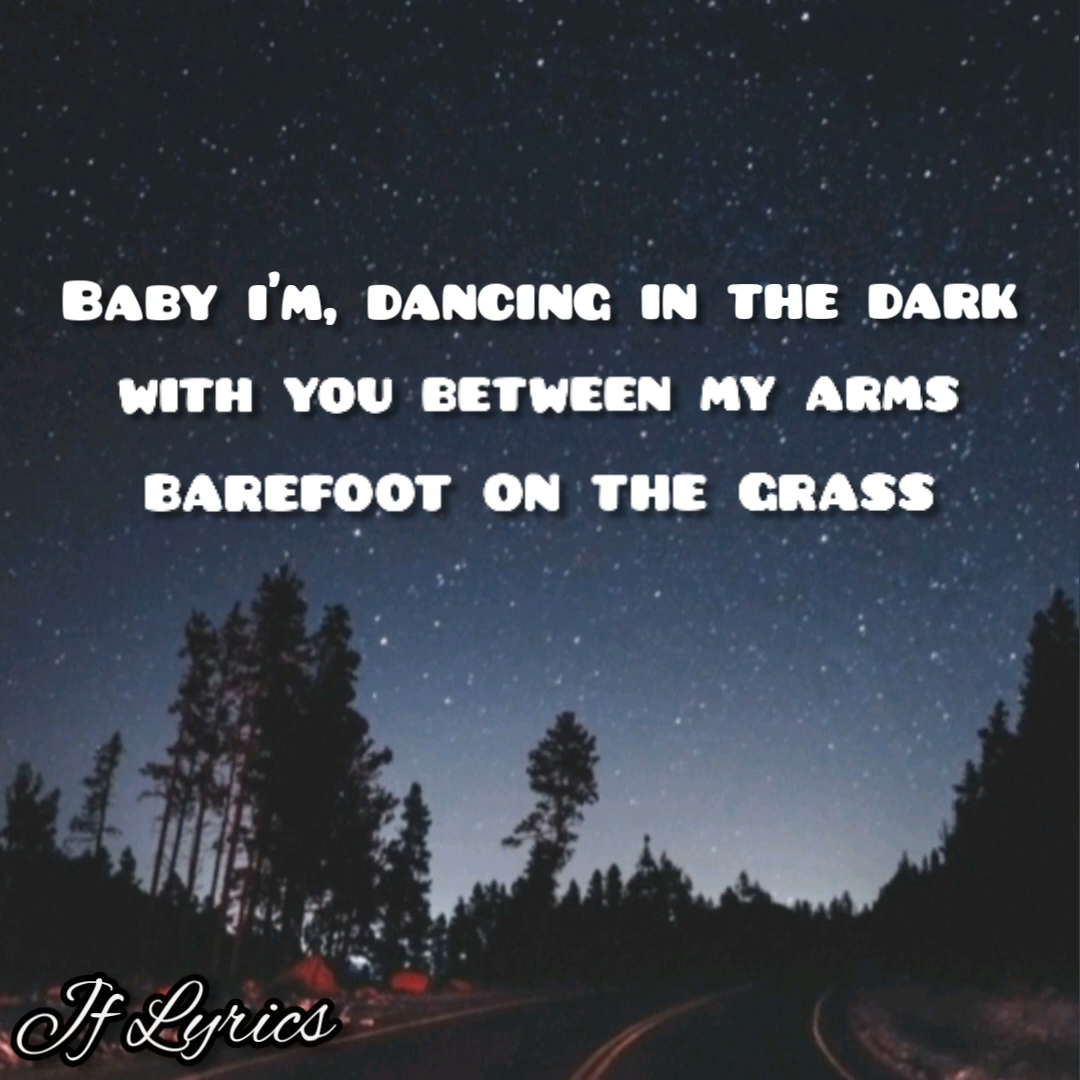 Baby i'm, dancing in the dark
with you between my arms
barefoot on the grass
Jf Lyrics